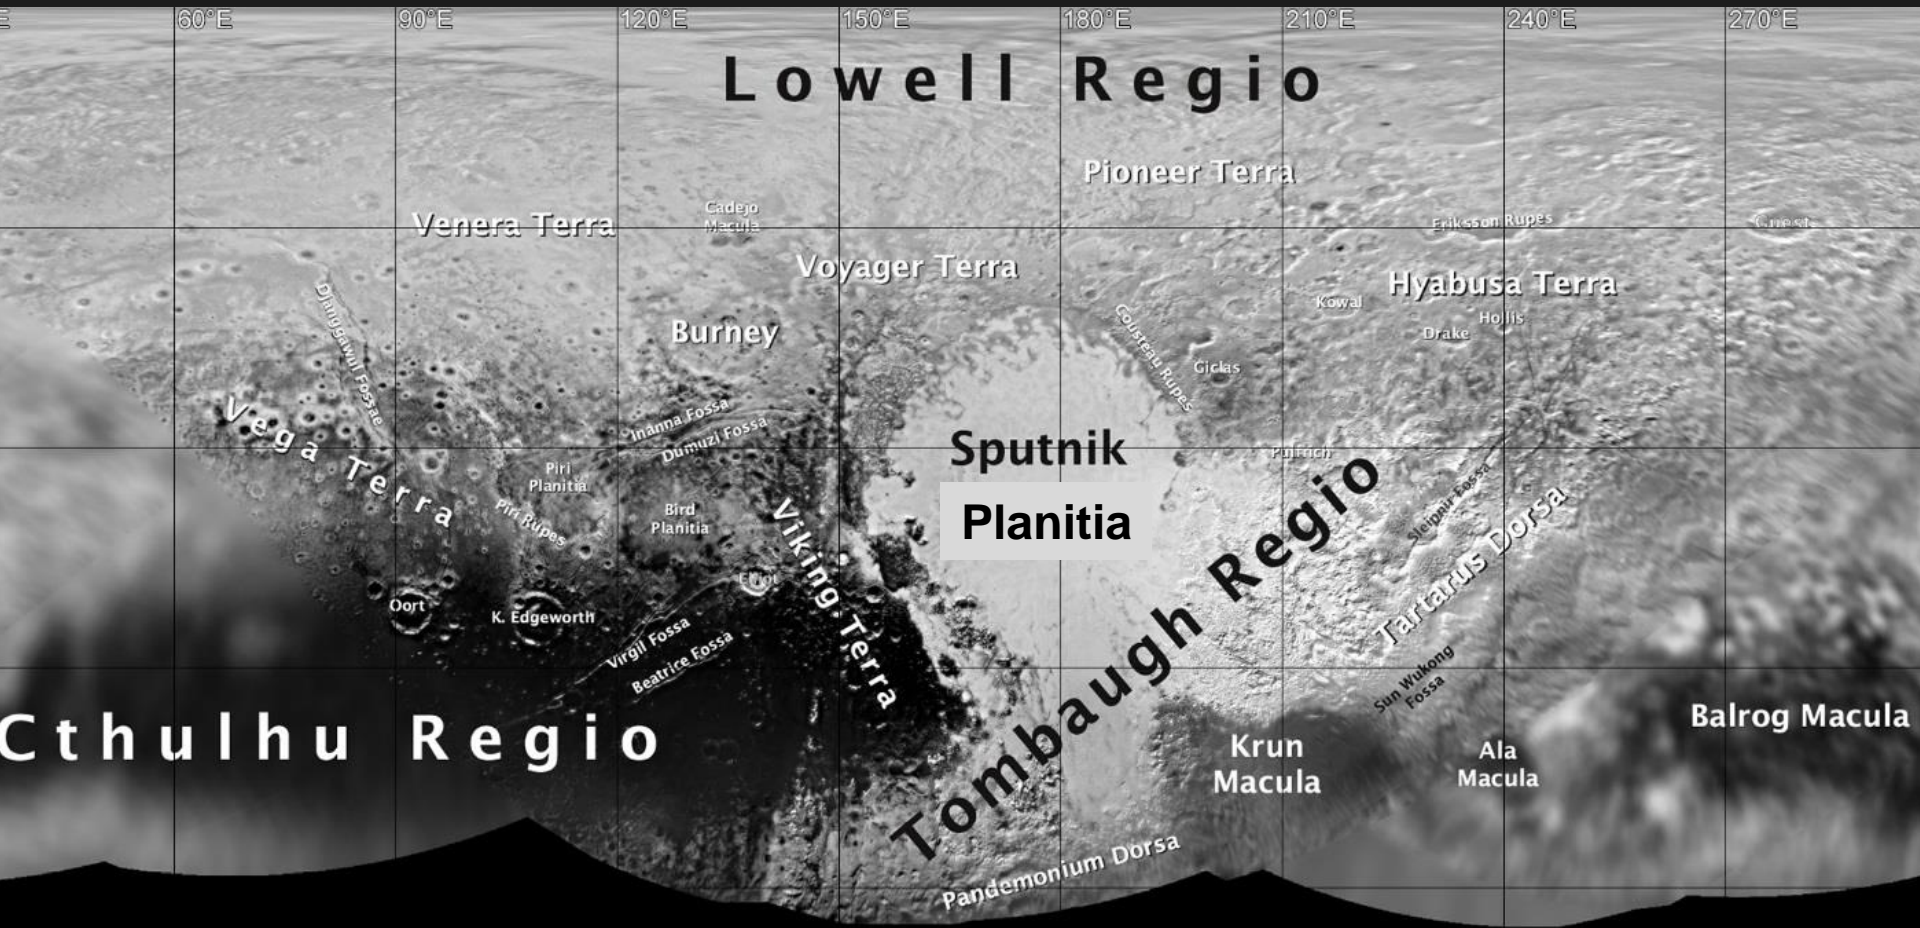 60°E
90°E
120°E
150°E
180°E
210°E
240°E
270°E
Lowell Regio
Pioneer Terra
Venera Terra
Cadejo
Macula
Eriksson Rupes
Guest
Voyager Terra
Hyabusa Terra
Kowal
Hollis
Drake
Djanggawul Fossae
Burney
Cousteau Rupes
Giclas
Vega Terra
Inanna Fossa
Dumuzi Fossa
Sputnik
Planitia
Pulfrich
Piri
Planitia
Piri Rupes
Bird
Planitia
Viking Terra
Tombaugh Regio
Sleipnir Fossa
Tartarus Dorsa
Elliot
Oort
K. Edgeworth
Virgil Fossa
Beatrice Fossa
Sun Wukong
Fossa
Cthulhu Regio
Krun
Macula
Ala
Macula
Balrog Macula
Pandemonium Dorsa